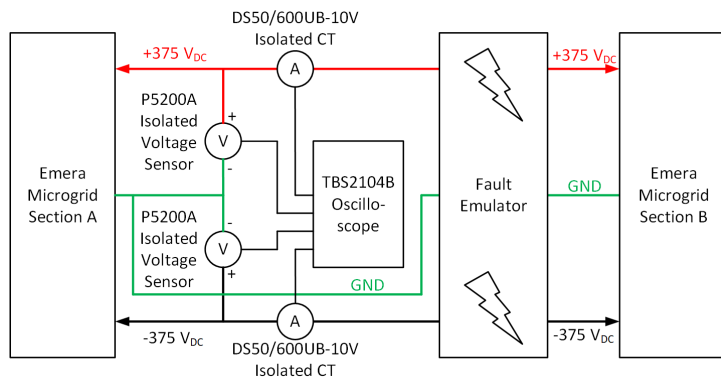 DS50/600UB-10V
Isolated CT
+375 VDC
A
+375 VDC
P5200A
Isolated
Voltage
Sensor
+
V
-
Emera
Microgrid
Section A
TBS2104B
Oscillo-
scope
Fault
Emulator
GND
Emera
Microgrid
Section B
P5200A
Isolated
Voltage
Sensor
-
V
+
GND
-375 VDC
A
-375 VDC
DS50/600UB-10V
Isolated CT